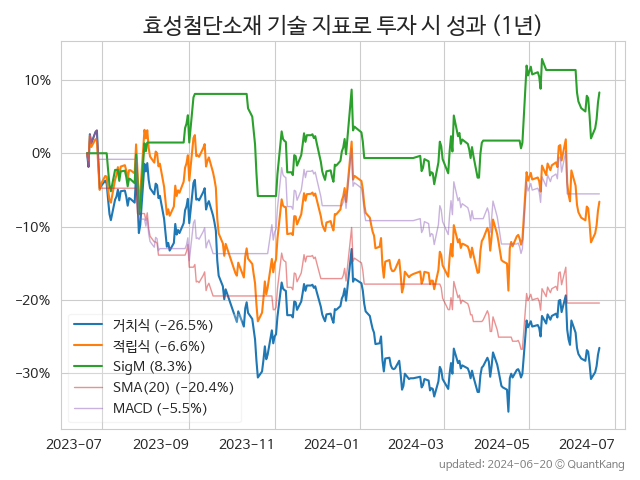 효성첨단소재 기술 지표로 투자 시 성과 (1년)
10%
0%
−10%
−20%
−30%
거치식 (−26.5%)
적립식 (−6.6%)
SigM (8.3%)
SMA(20) (−20.4%)
MACD (−5.5%)
2023−07 2023−09 2023−11 2024−01 2024−03 2024−05 2024−07
updated: 2024-06-20 © QuantKang